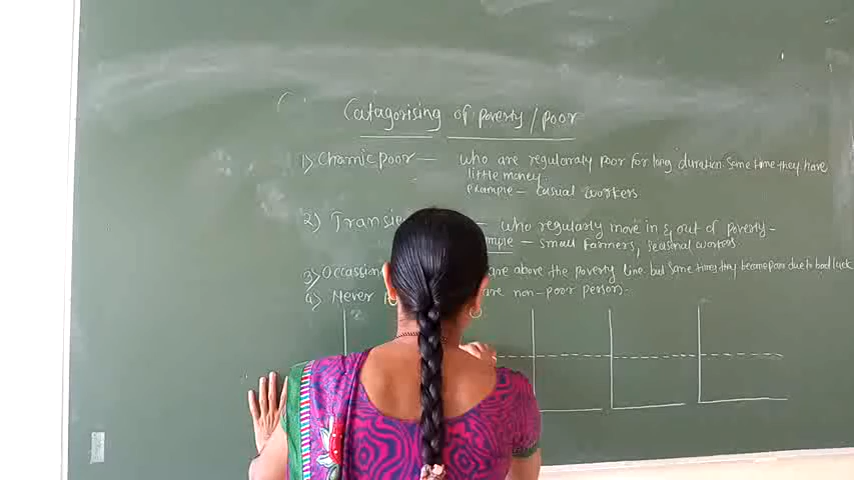 Catagorising of poverty/poor
1) Chronic poor — who are regularaly poor for long duration. Some time they have
little money.
example — casual workers
2) Transie — who regularly move in & out of poverty -
mple — small farmers, seasonal workers
3) Occassion are above the poverty line but some times they become poor due to bad luck
4) Never are non-poor person.